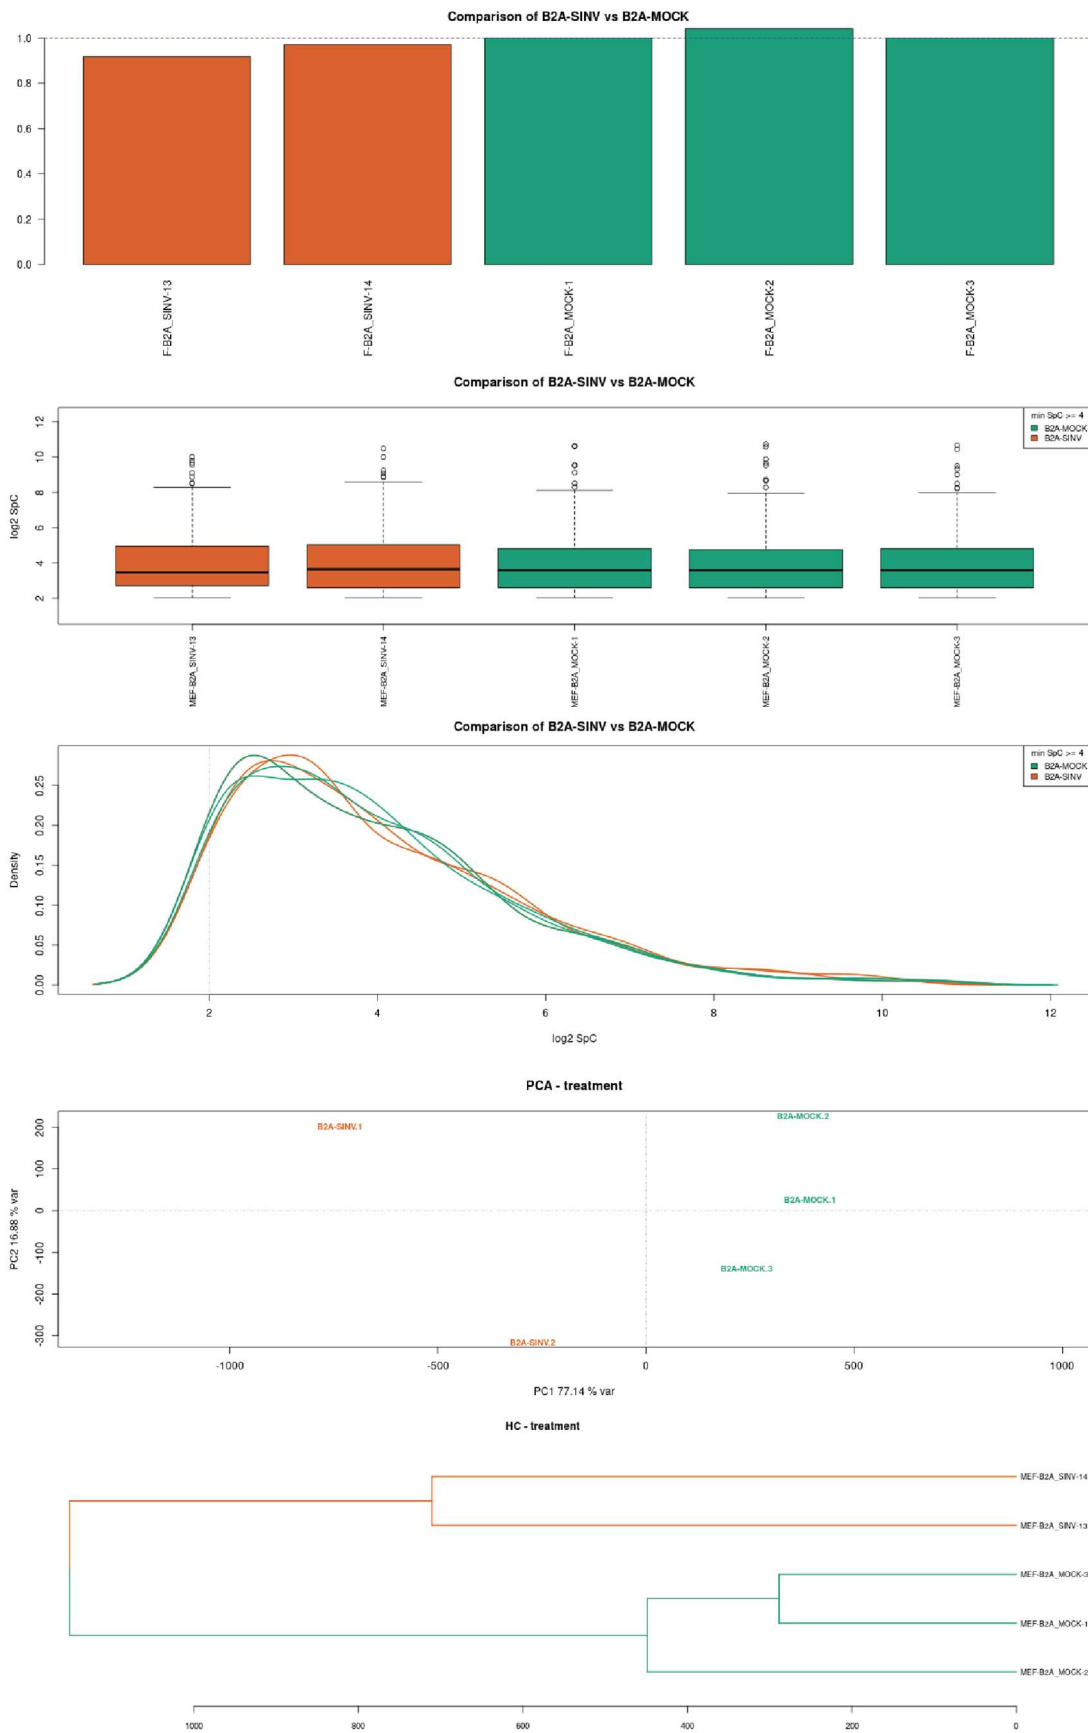 Comparison of B2A-SINV vs B2A-MOCK
1.0
0.8
0.6
0.4
0.2
0.0
F-B2A_SINV-13
F-B2A_SINV-14
F-B2A_MOCK-1
F-B2A_MOCK-2
F-B2A_MOCK-3
Comparison of B2A-SINV vs B2A-MOCK
min SpC >= 4
B2A-MOCK
B2A-SINV
log2 SpC
12
10
8
6
4
2
MEF-B2A_SINV-13
MEF-B2A_SINV-14
MEF-B2A_MOCK-1
MEF-B2A_MOCK-2
MEF-B2A_MOCK-3
Comparison of B2A-SINV vs B2A-MOCK
min SpC >= 4
B2A-MOCK
B2A-SINV
Density
0.25
0.20
0.15
0.10
0.05
0.00
2 4 6 8 10 12
log2 SpC
PCA - treatment
PC2 16.88 % var
200
100
0
-100
-200
-300
B2A-SINV.1
B2A-MOCK.2
B2A-MOCK.1
B2A-MOCK.3
B2A-SINV.2
-1000 -500 0 500 1000
PC1 77.14 % var
HC - treatment
MEF-B2A_SINV-14
MEF-B2A_SINV-13
MEF-B2A_MOCK-3
MEF-B2A_MOCK-1
MEF-B2A_MOCK-2
1000 800 600 400 200 0